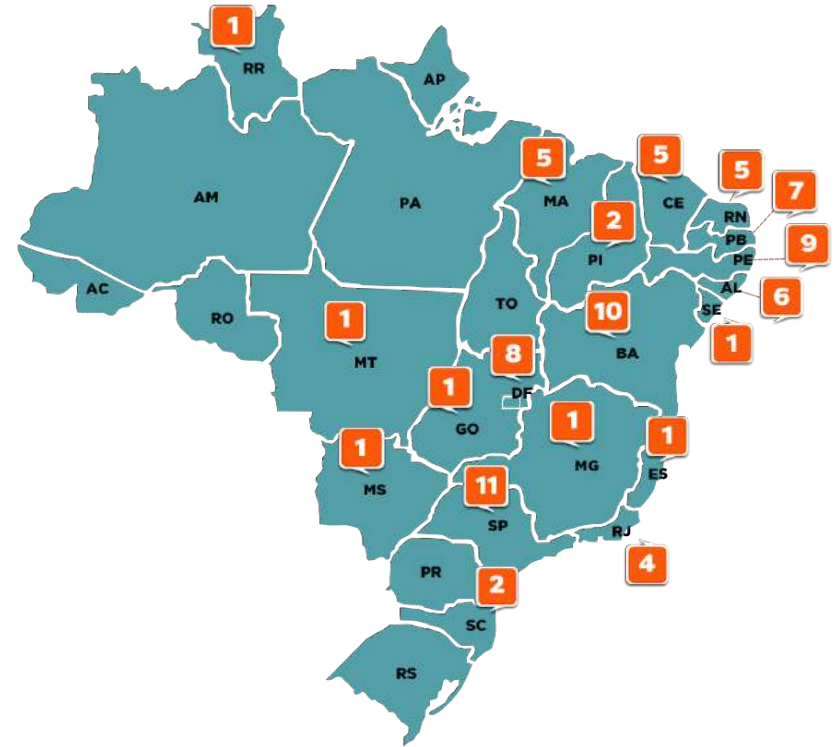 1
RR
AP
5
5
5
7
AM
PA
MA
CE
RN
2
PB
9
PI
PE
AC
AL
6
TO
SE
RO
1
10
1
MT
8
BA
1
DF
GO
1
1
1
MG
ES
MS
11
SP
RJ
4
PR
2
SC
RS